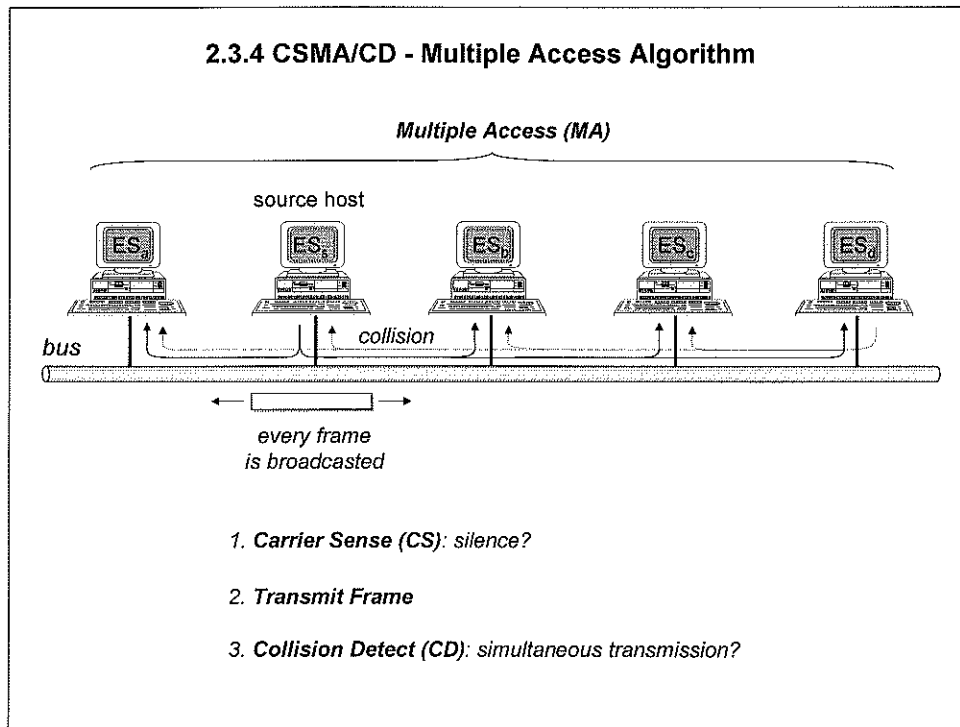 2.3.4 CSMA/CD - Multiple Access Algorithm
Multiple Access (MA)
source host
ESa ESs ESb ESc ESd
collision
bus
every frame
is broadcasted
1. Carrier Sense (CS): silence?
2. Transmit Frame
3. Collision Detect (CD): simultaneous transmission?